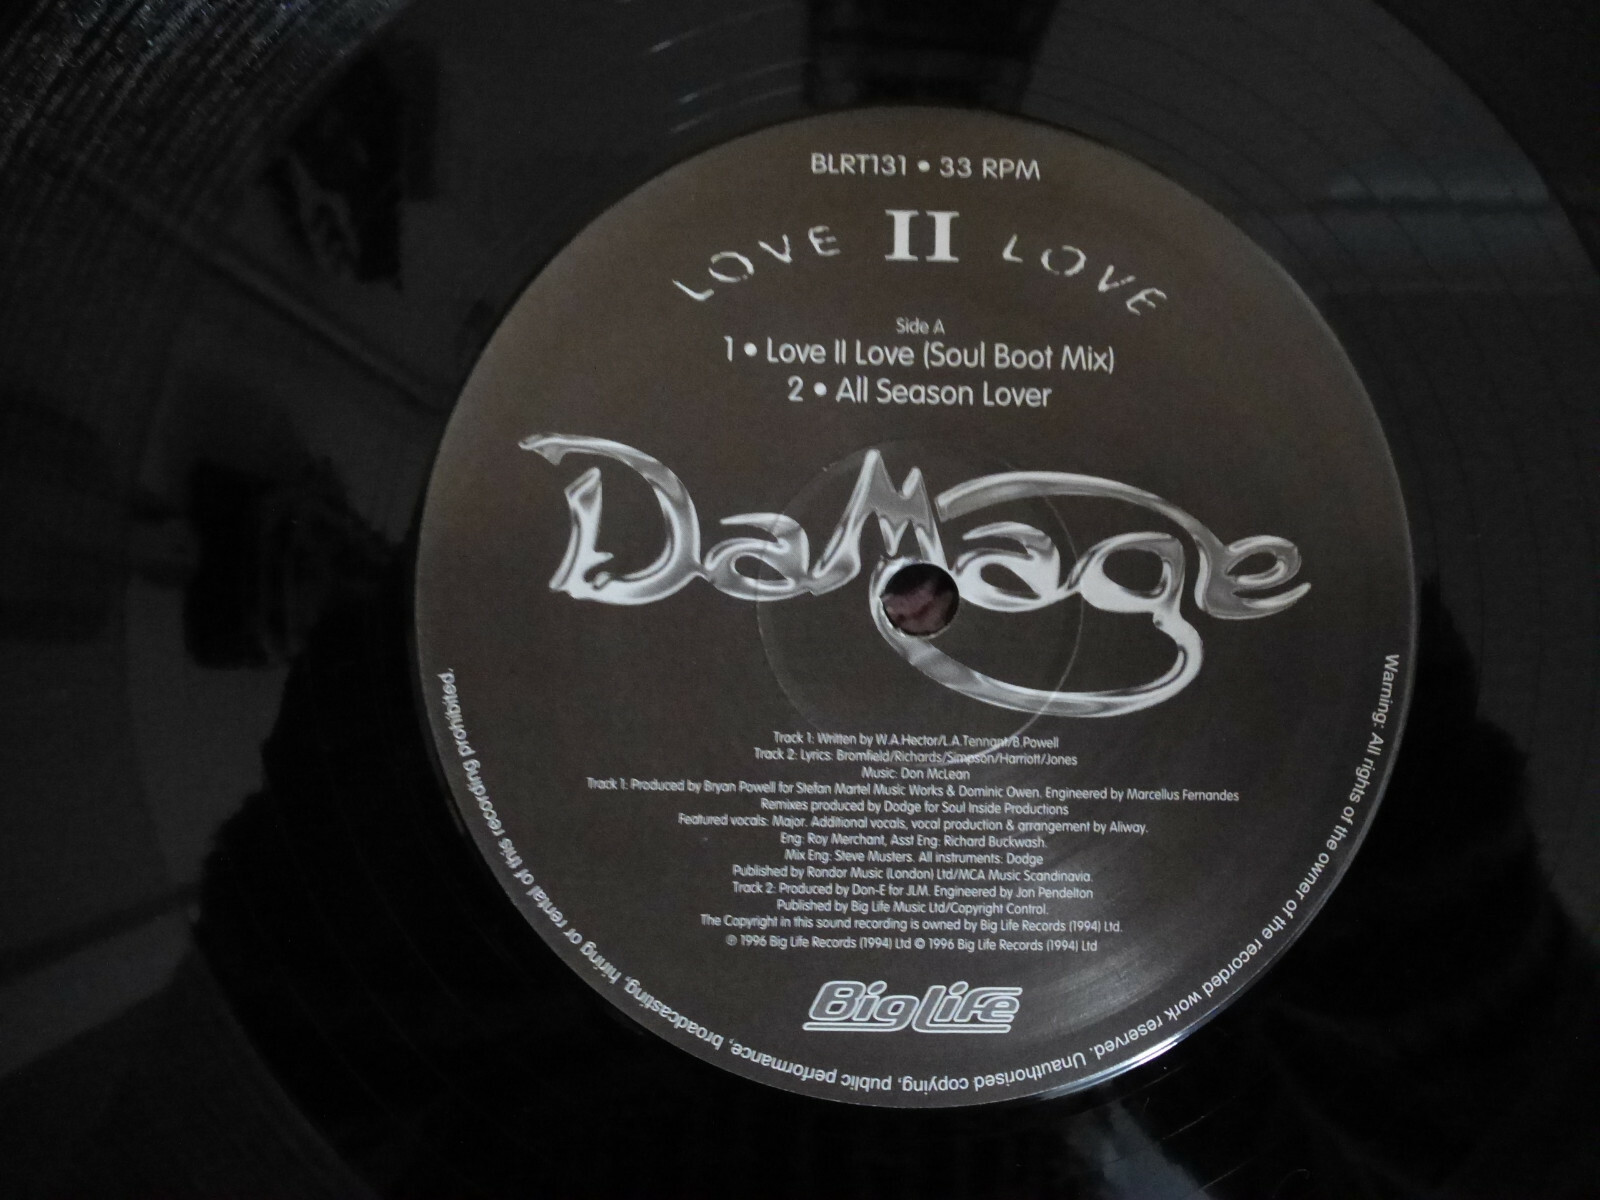 BLRT131 • 33 RPM
LOVE II LOVE
Side A
1 • Love II Love (Soul Boot Mix)
2 • All Season Lover
DaMage
Track 1: Written by W.A.Hector/L.A.Tennant/B.Powell
Track 2: Lyrics: Bromfield/Richards/Simpson/Harriott/Jones
Music: Don McLean
Track 1: Produced by Bryan Powell for Stefan Martel Music Works & Dominic Owen. Engineered by Marcellus Fernandes
Remixes produced by Dodge for Soul Inside Productions
Featured vocals: Major. Additional vocals, vocal production & arrangement by Aliway.
Eng: Roy Merchant, Asst Eng: Richard Buckwash.
Mix Eng: Steve Musters. All instruments: Dodge
Published by Rondor Music (London) Ltd/MCA Music Scandinavia.
Track 2: Produced by Don-E for JLM. Engineered by Jon Pendelton
Published by Big Life Music Ltd/Copyright Control.
The Copyright in this sound recording is owned by Big Life Records (1994) Ltd.
℗ 1996 Big Life Records (1994) Ltd © 1996 Big Life Records (1994) Ltd
Big Life
Warning: All rights of the owner of the recorded work reserved. Unauthorised copying, public performance, broadcasting, hiring or rental of this recording prohibited.